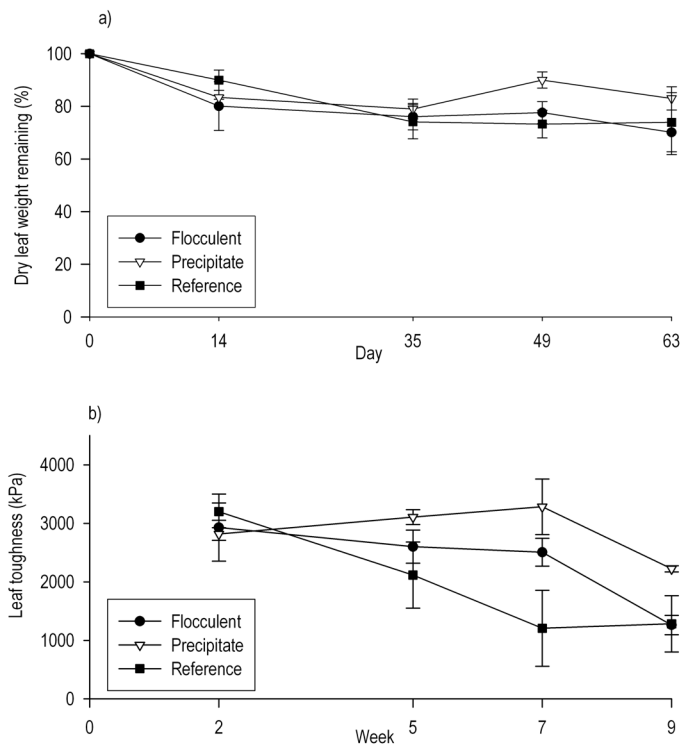 a)
Dry leaf weight remaining (%)
100
80
60
40
20
0
Flocculent
Precipitate
Reference
0 14 35 49 63
Day
b)
Leaf toughness (kPa)
4000
3000
2000
1000
0
Flocculent
Precipitate
Reference
0 2 5 7 9
Week